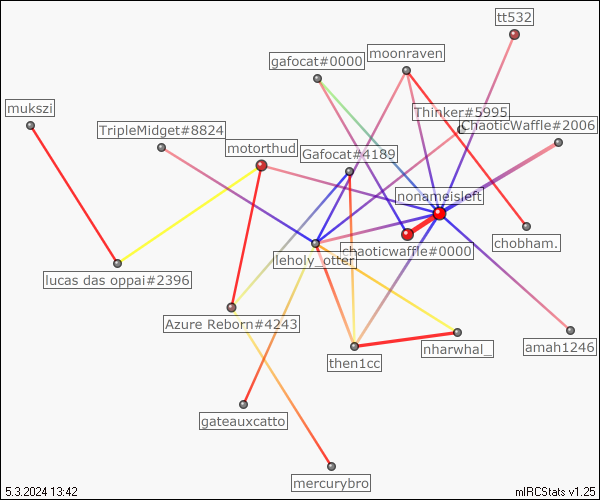 tt532
gafocat#0000
moonraven
mukszi
Thinker#5995
TripleMidget#8824
ChaoticWaffle#2006
motorthud
Gafocat#4189
nonameisleft
chaoticwaffle#0000
chobham.
leholy_otter
lucas das oppai#2396
Azure Reborn#4243
nharwhal_
amah1246
then1cc
gateauxcatto
mercurybro
5.3.2024 13:42
mIRCStats v1.25